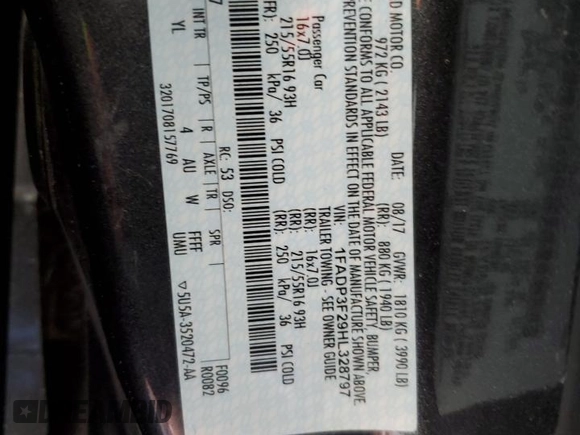 D MOTOR CO.
DATE: 08/17 GVWR: 1810 KG ( 3990 LB)
972 KG ( 2143 LB) (RR): 880 KG ( 1940 LB)
E CONFORMS TO ALL APPLICABLE FEDERAL MOTOR VEHICLE SAFETY, BUMPER,
REVENTION STANDARDS IN EFFECT ON THE DATE OF MANUFACTURE SHOWN ABOVE.
VIN: 1FADP3F29HL328797
Passenger Car TRAILER TOWING - SEE OWNER GUIDE
16x7.0J (RR): 16x7.0J
215/55R16 93H (RR): 215/55R16 93H
FR): 250 kPa/ 36 PSI COLD (RR): 250 kPa/ 36 PSI COLD
F0096
R0082
RC: 53 DSO:
INT TR TP/PS R AXLE TR SPR
YL 4 AU W FFFF UMU
3201708157769 5U5A-3520472-AA
DREAMBID